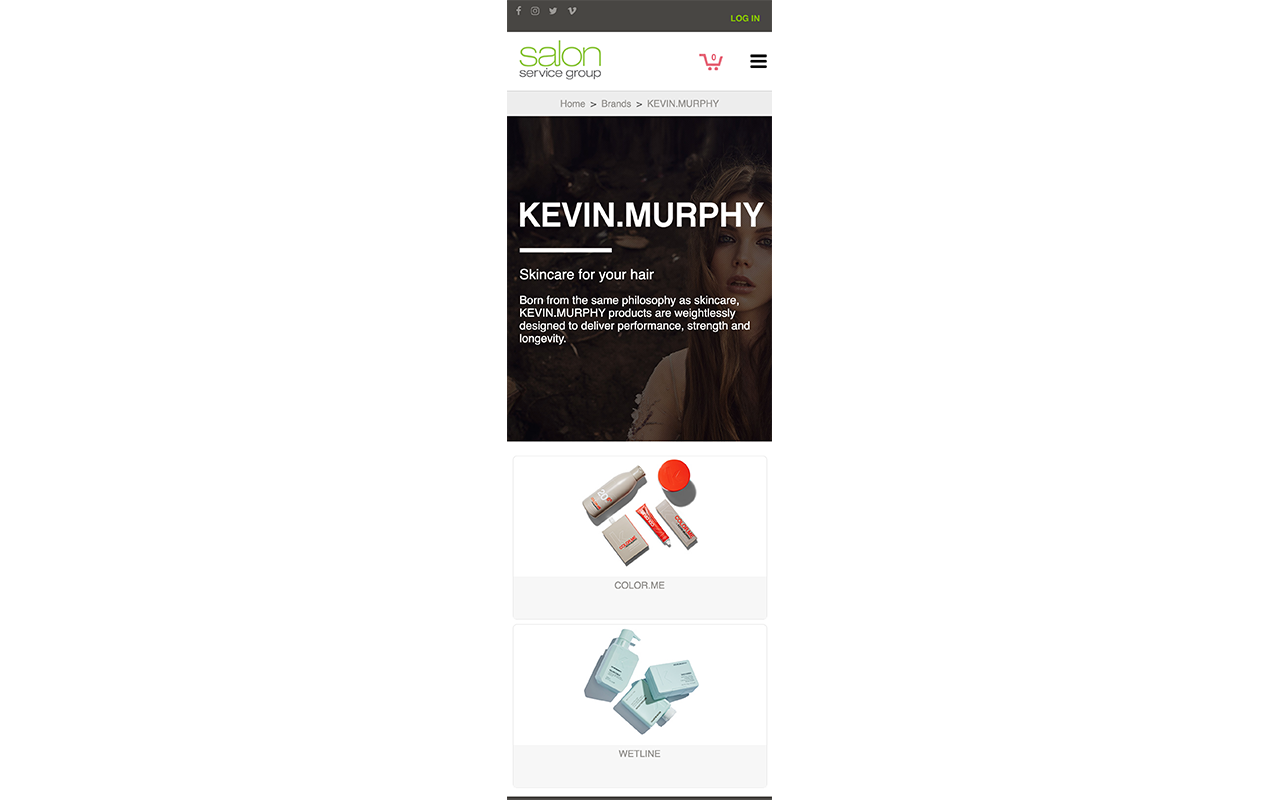 LOG IN
salon
service group
0
Home > Brands > KEVIN.MURPHY
KEVIN.MURPHY
Skincare for your hair
Born from the same philosophy as skincare,
KEVIN.MURPHY products are weightlessly
designed to deliver performance, strength and
longevity.
COLOR.ME
WETLINE